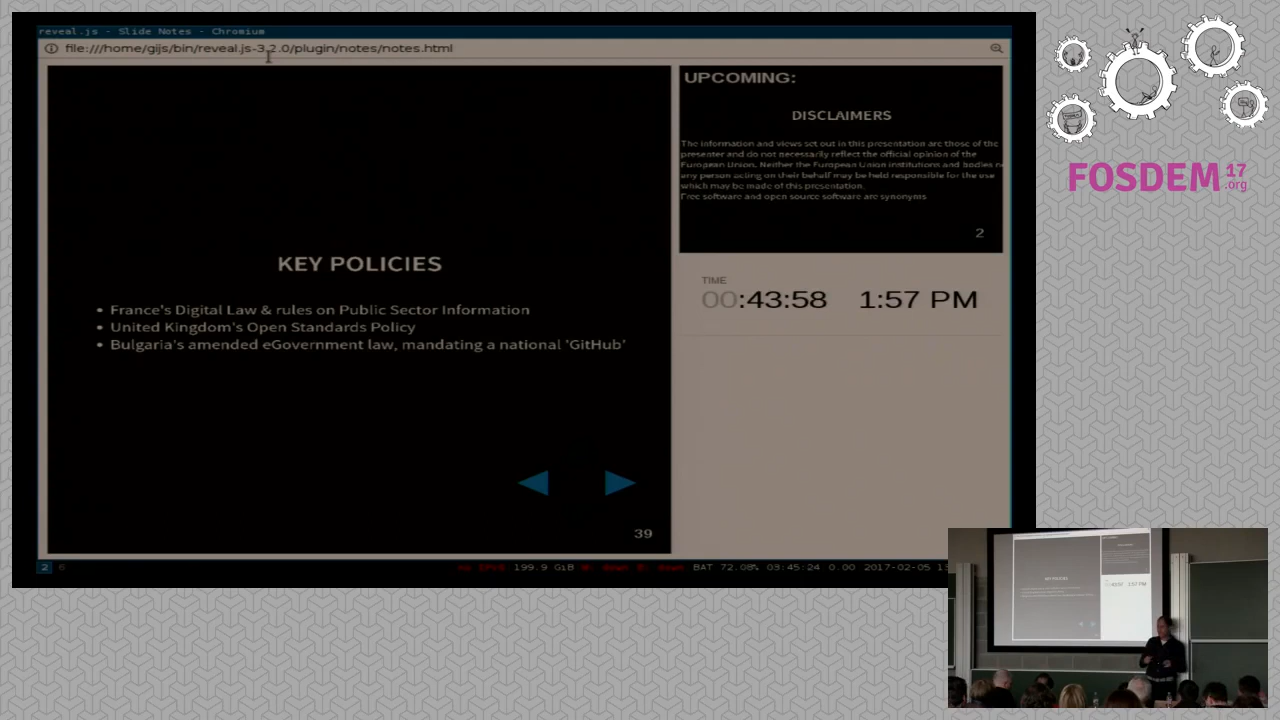 reveal.js - Slide Notes - Chromium
file:///home/gijs/bin/reveal.js-3.2.0/plugin/notes/notes.html
KEY POLICIES
• France's Digital Law & rules on Public Sector Information
• United Kingdom's Open Standards Policy
• Bulgaria's amended eGovernment law, mandating a national 'GitHub'
39
UPCOMING:
DISCLAIMERS
The information and views set out in this presentation are those of the
presenter and do not necessarily reflect the official opinion of the
European Union. Neither the European Union institutions and bodies
any person acting on their behalf may be held responsible for the use
which may be made of this presentation.
Free software and open source software are synonyms
2
TIME
00:43:58 1:57 PM
2
199.9 GiB BAT 72.08% 03:45:24 0.00 2017-02-05
FOSDEM 17
.org